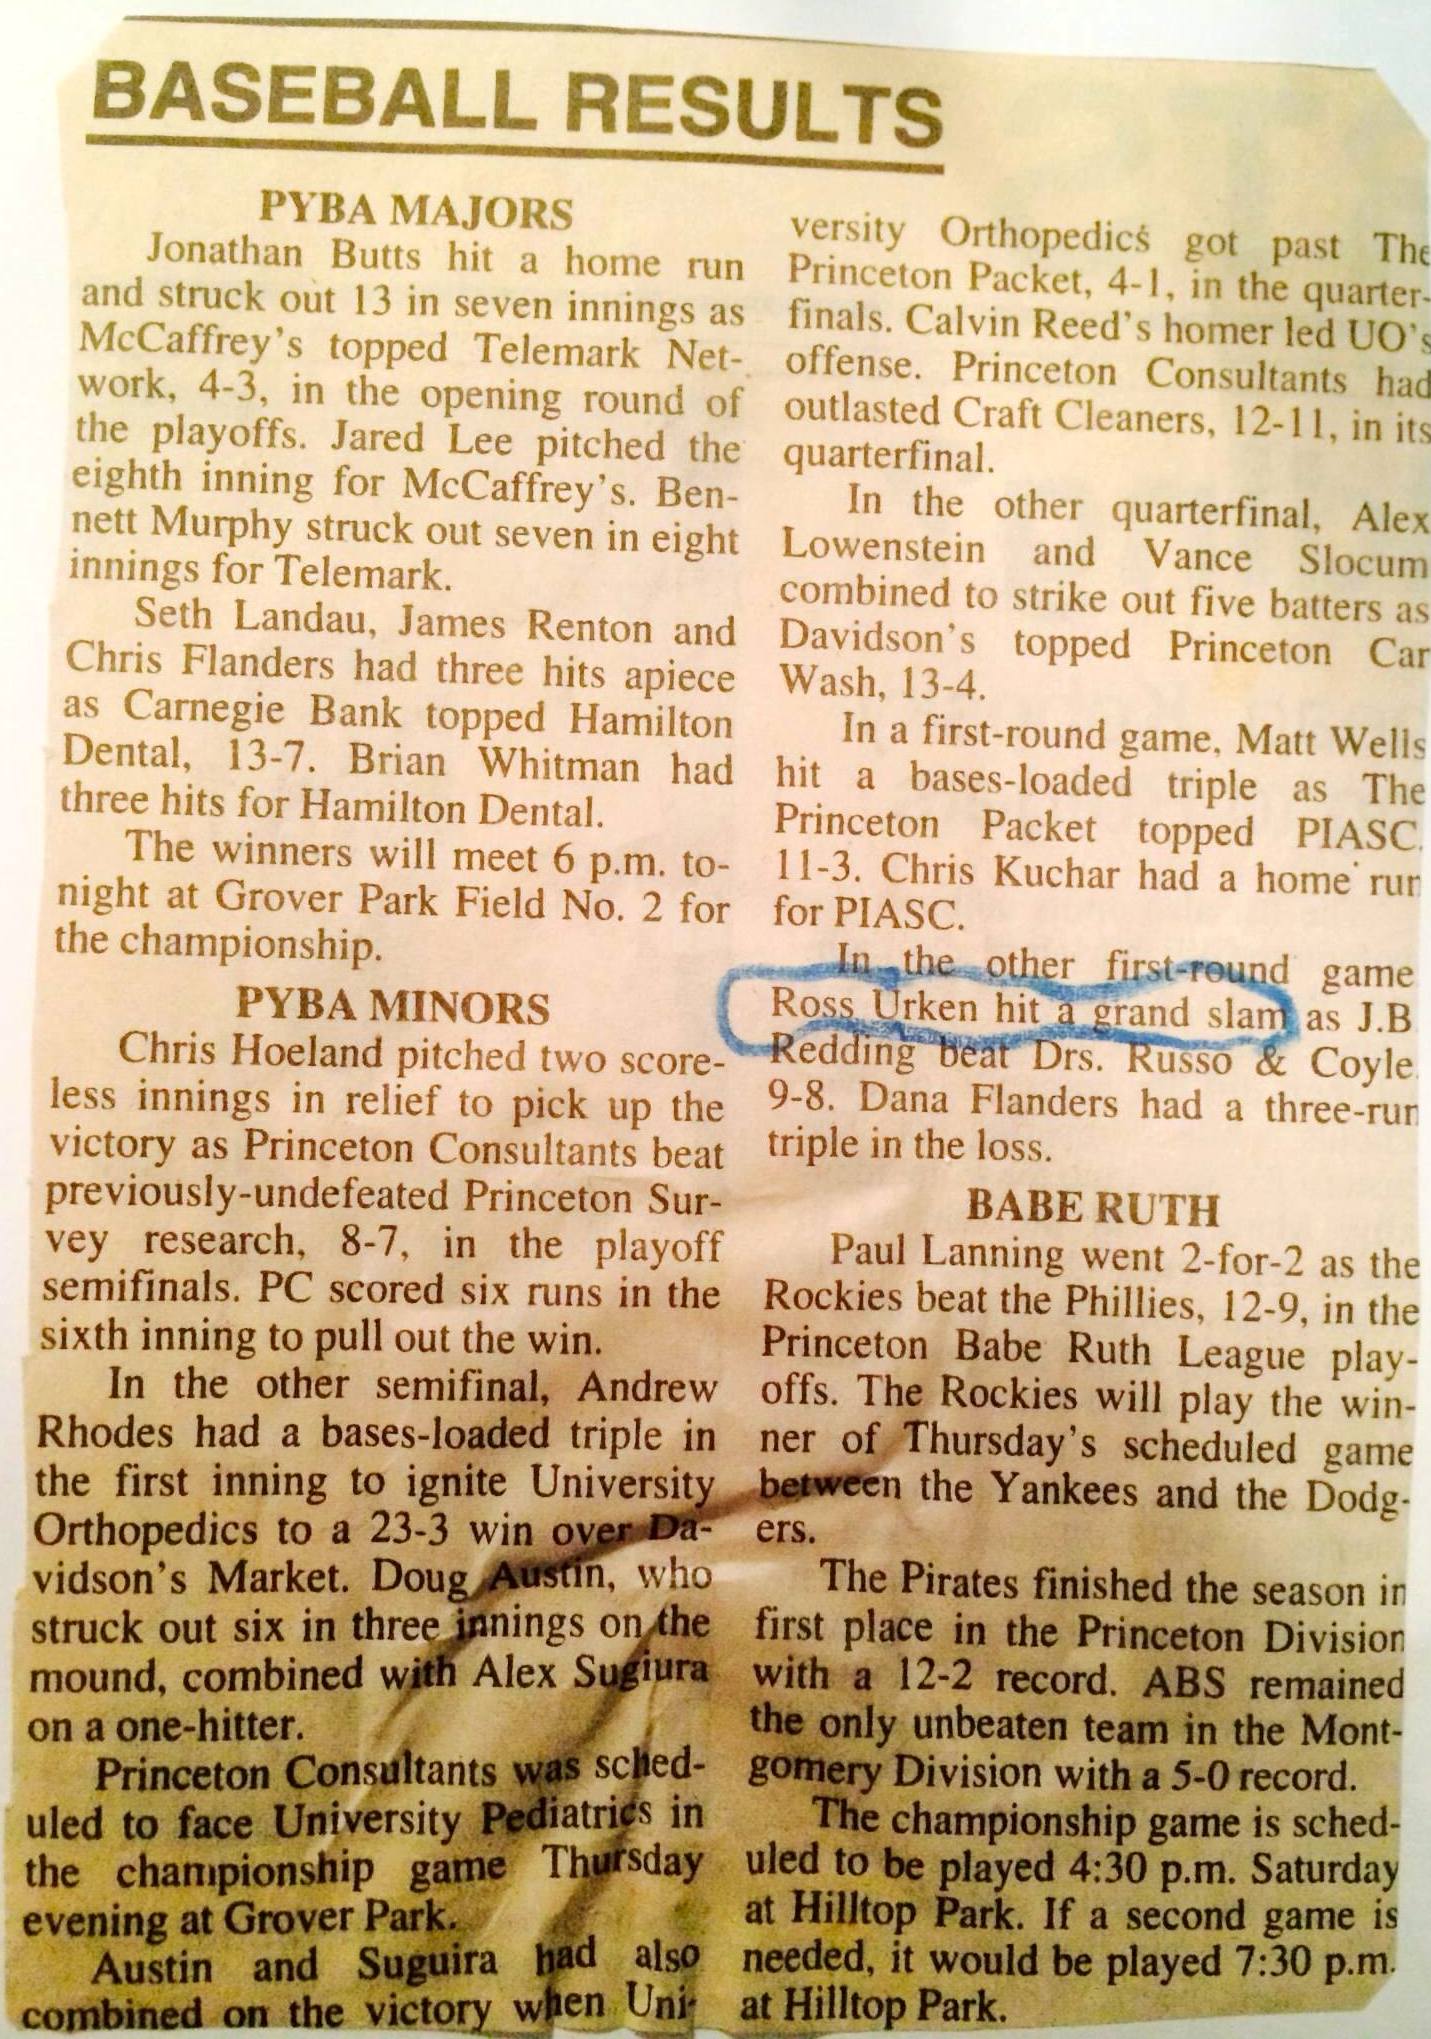 BASEBALL RESULTS
PYBA MAJORS
Jonathan Butts hit a home run
and struck out 13 in seven innings as
McCaffrey's topped Telemark Net-
work, 4-3, in the opening round of
the playoffs. Jared Lee pitched the
eighth inning for McCaffrey's. Ben-
nett Murphy struck out seven in eight
innings for Telemark.
Seth Landau, James Renton and
Chris Flanders had three hits apiece
as Carnegie Bank topped Hamilton
Dental, 13-7. Brian Whitman had
three hits for Hamilton Dental.
The winners will meet 6 p.m. to-
night at Grover Park Field No. 2 for
the championship.
PYBA MINORS
Chris Hoeland pitched two score-
less innings in relief to pick up the
victory as Princeton Consultants beat
previously-undefeated Princeton Sur-
vey research, 8-7, in the playoff
semifinals. PC scored six runs in the
sixth inning to pull out the win.
In the other semifinal, Andrew
Rhodes had a bases-loaded triple in
the first inning to ignite University
Orthopedics to a 23-3 win over Da-
vidson's Market. Doug Austin, who
struck out six in three innings on the
mound, combined with Alex Sugiura
on a one-hitter.
Princeton Consultants was sched-
uled to face University Pediatrics in
the championship game Thursday
evening at Grover Park.
Austin and Suguira had also
combined on the victory when Uni-
versity Orthopedics got past The
Princeton Packet, 4-1, in the quarter-
finals. Calvin Reed's homer led UO's
offense. Princeton Consultants had
outlasted Craft Cleaners, 12-11, in its
quarterfinal.
In the other quarterfinal, Alex
Lowenstein and Vance Slocum
combined to strike out five batters as
Davidson's topped Princeton Car
Wash, 13-4.
In a first-round game, Matt Wells
hit a bases-loaded triple as The
Princeton Packet topped PIASC,
11-3. Chris Kuchar had a home run
for PIASC.
In the other first-round game
Ross Urken hit a grand slam as J.B
Redding beat Drs. Russo & Coyle,
9-8. Dana Flanders had a three-run
triple in the loss.
BABE RUTH
Paul Lanning went 2-for-2 as the
Rockies beat the Phillies, 12-9, in the
Princeton Babe Ruth League play-
offs. The Rockies will play the win-
ner of Thursday's scheduled game
between the Yankees and the Dodg-
ers.
The Pirates finished the season in
first place in the Princeton Division
with a 12-2 record. ABS remained
the only unbeaten team in the Mont-
gomery Division with a 5-0 record.
The championship game is sched-
uled to be played 4:30 p.m. Saturday
at Hilltop Park. If a second game is
needed, it would be played 7:30 p.m.
at Hilltop Park.